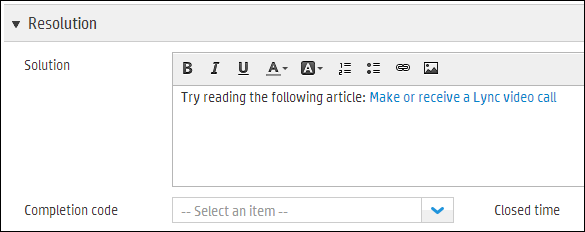 Resolution
Solution
B I U A A
Try reading the following article: Make or receive a Lync video call
Completion code -- Select an item -- Closed time